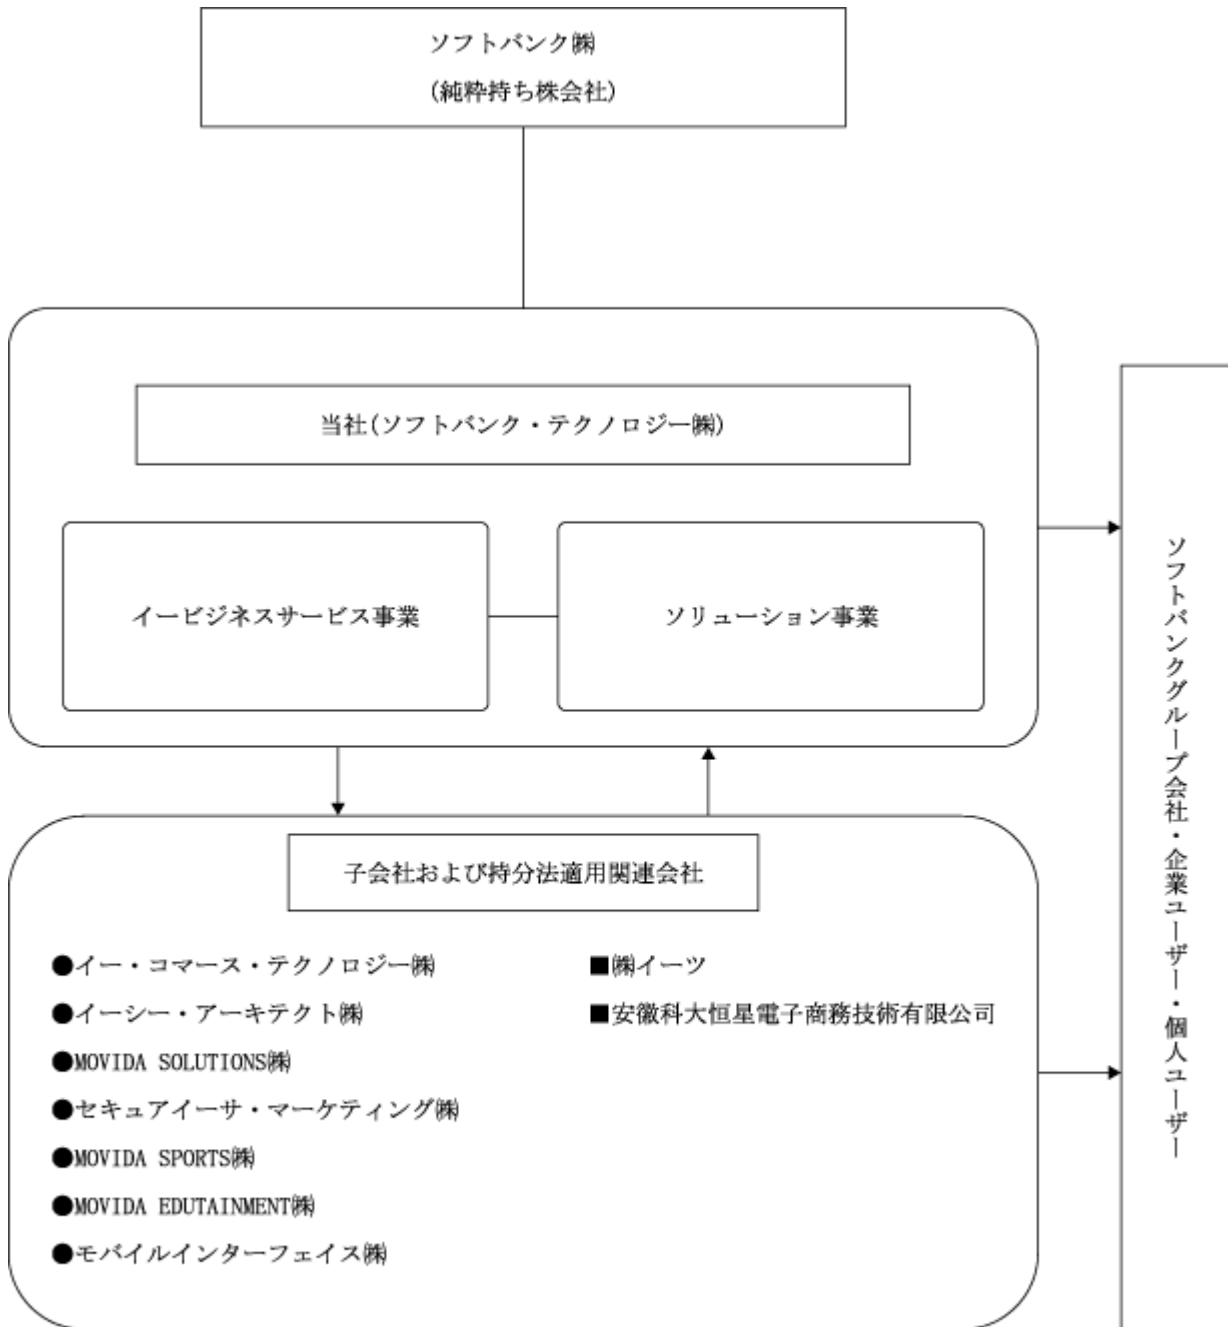 ソフトバンク㈱
(純粋持ち株会社)
当社(ソフトバンク・テクノロジー㈱)
イービジネスサービス事業
ソリューション事業
子会社および持分法適用関連会社
●イー・コマース・テクノロジー㈱
●イーシー・アーキテクト㈱
●MOVIDA SOLUTIONS㈱
●セキュアイーサ・マーケティング㈱
●MOVIDA SPORTS㈱
●MOVIDA EDUTAINMENT㈱
●モバイルインターフェイス㈱
■㈱イーツ
■安徽科大恒星電子商務技術有限公司
ソフトバンクグループ会社・企業ユーザー・個人ユーザー